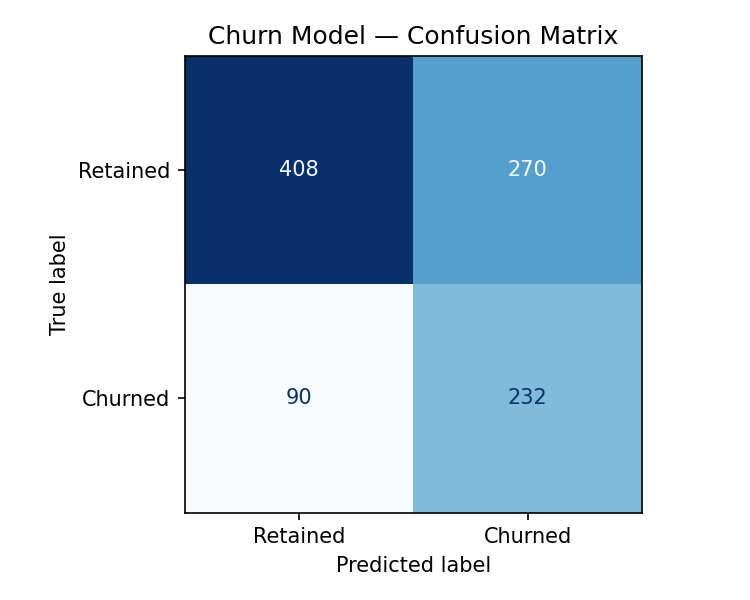 Churn Model — Confusion Matrix
True label
Retained
408
270
Churned
90
232
Retained
Churned
Predicted label